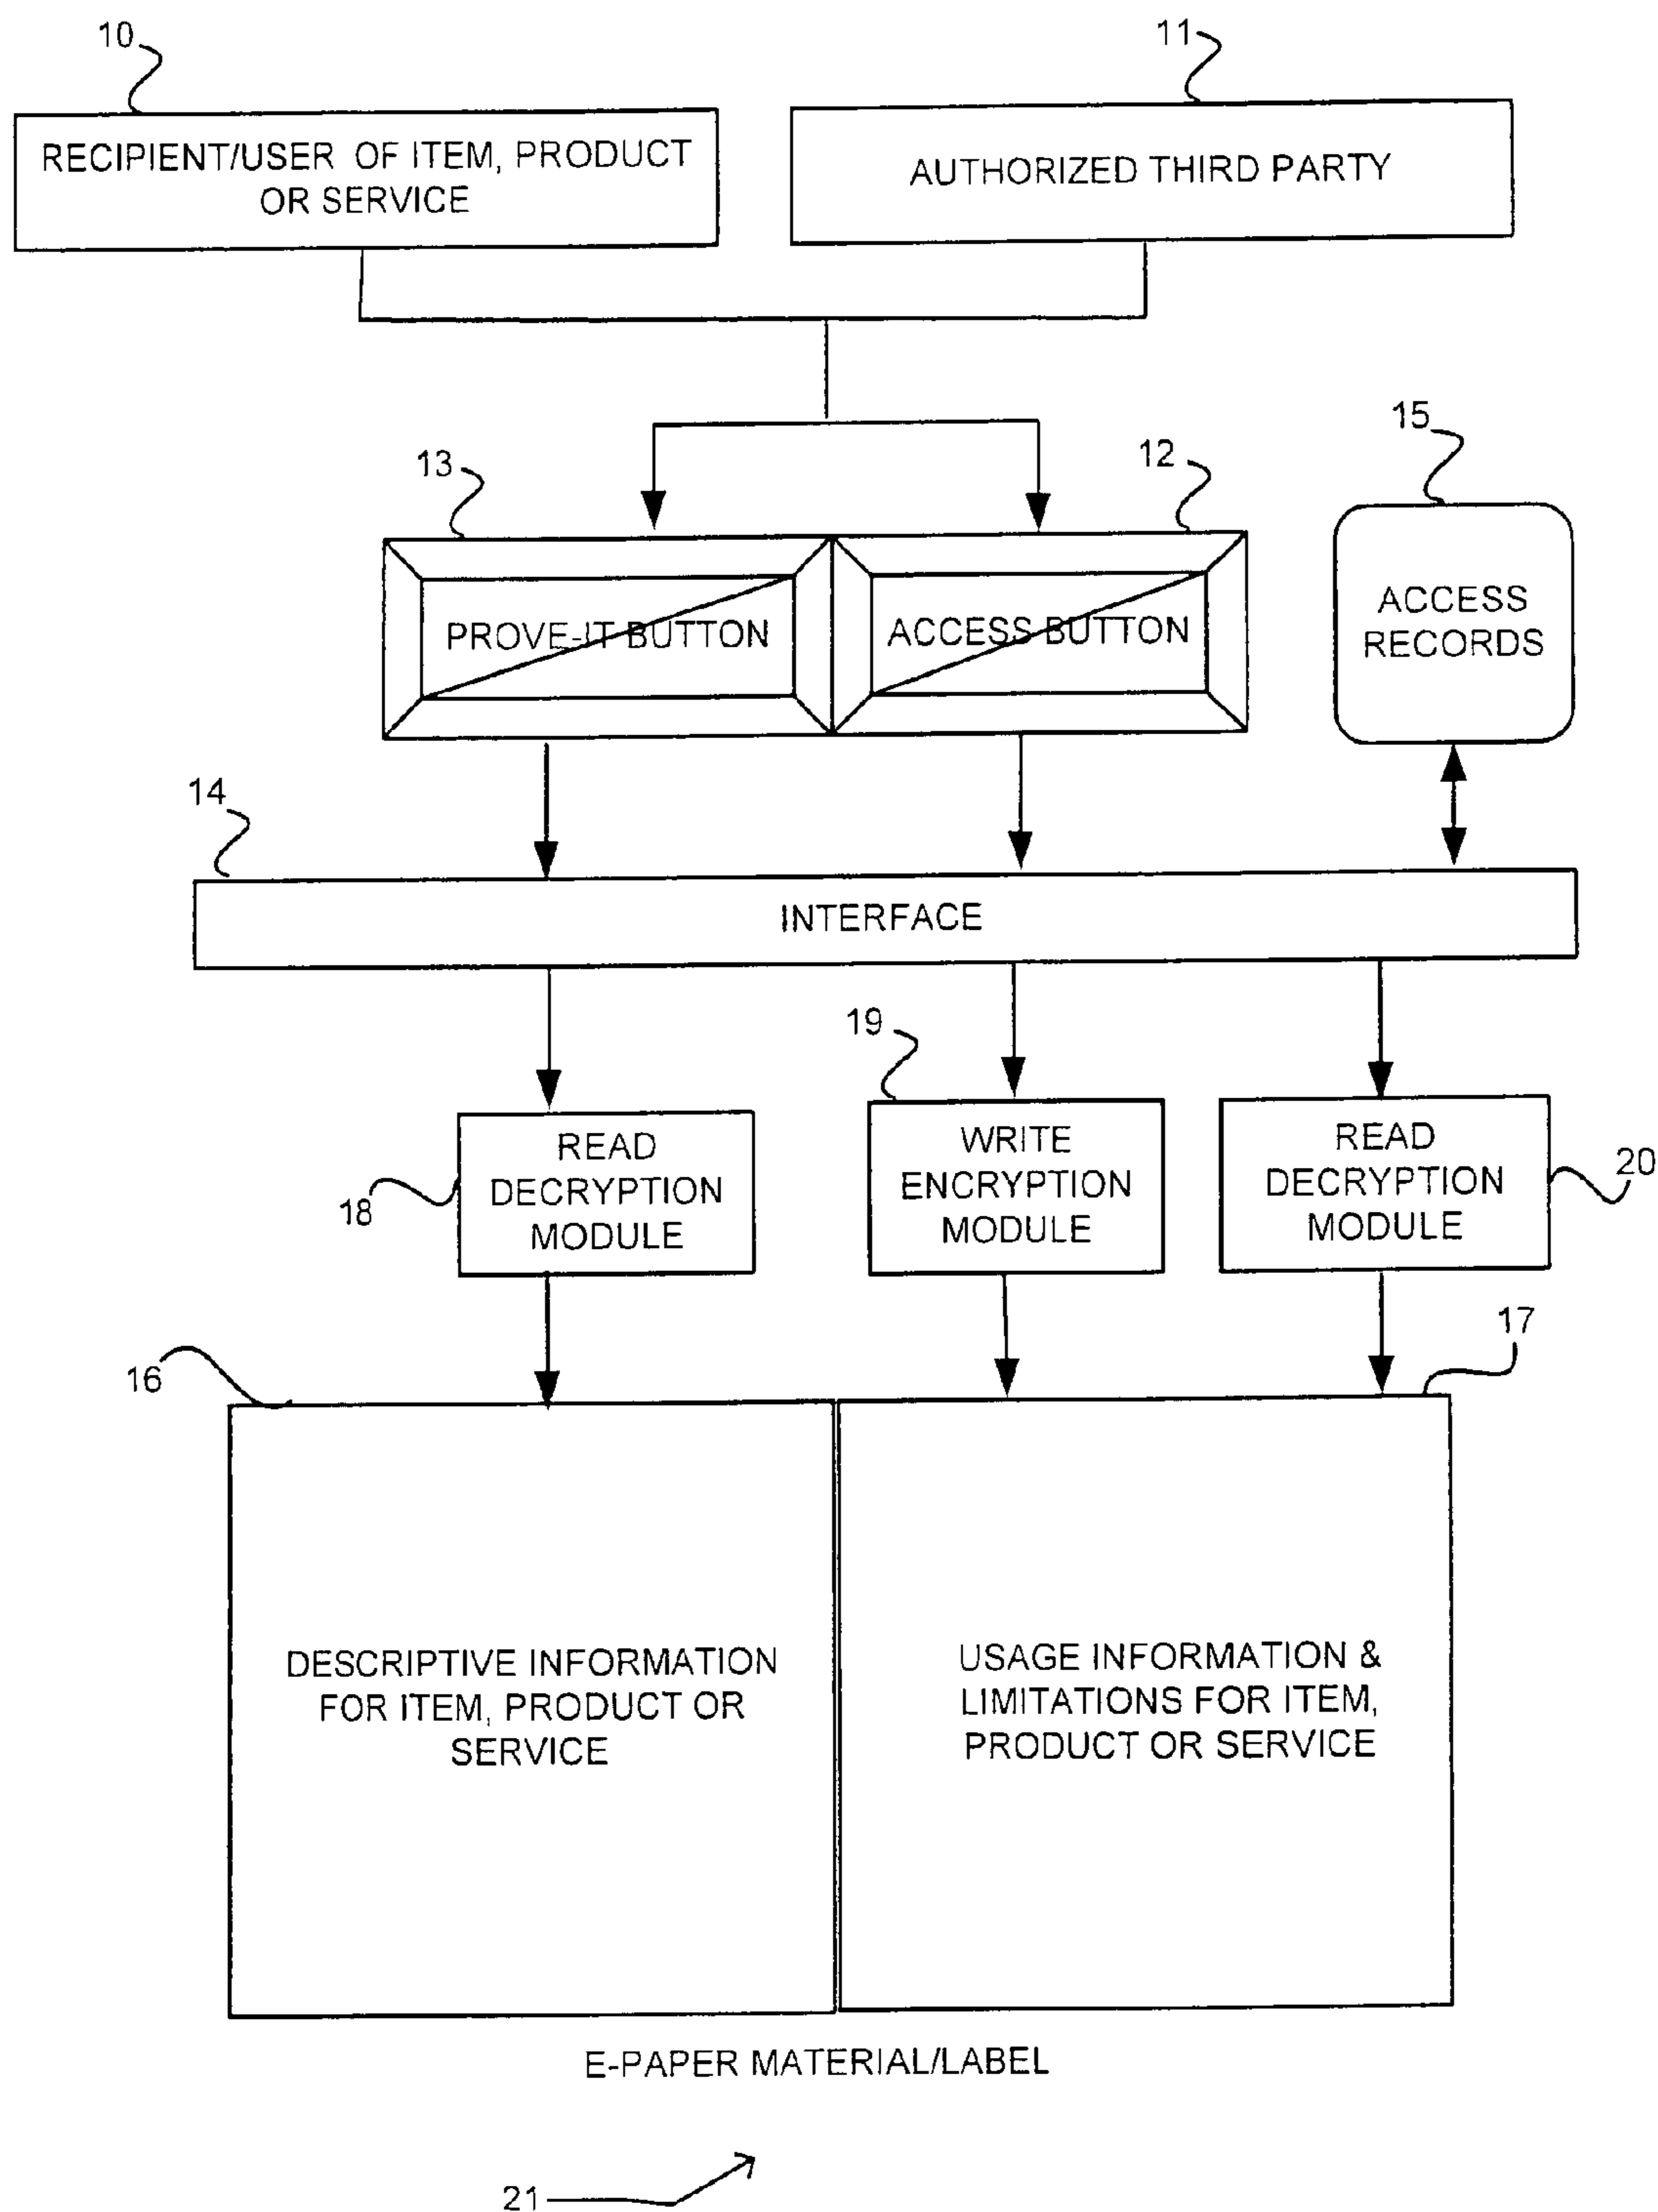 10
11
RECIPIENT/USER OF ITEM, PRODUCT
OR SERVICE
AUTHORIZED THIRD PARTY
15
13
12
PROVE-IT BUTTON
ACCESS BUTTON
ACCESS
RECORDS
14
INTERFACE
19
READ
DECRYPTION
MODULE
18
WRITE
ENCRYPTION
MODULE
READ
DECRYPTION
MODULE
20
17
16
DESCRIPTIVE INFORMATION
FOR ITEM, PRODUCT OR
SERVICE
USAGE INFORMATION &
LIMITATIONS FOR ITEM,
PRODUCT OR SERVICE
E-PAPER MATERIAL/LABEL
21